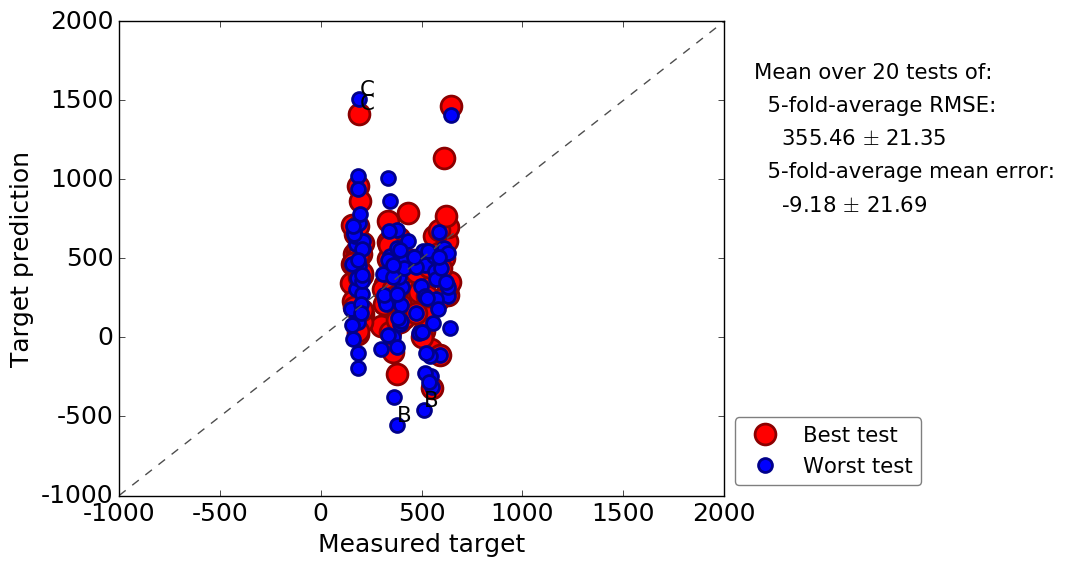 2000
1500
1000
500
0
-500
-1000
-1000 -500 0 500 1000 1500 2000
Target prediction
Measured target
C
C
B
B
Mean over 20 tests of:
5-fold-average RMSE:
355.46 ± 21.35
5-fold-average mean error:
-9.18 ± 21.69
Best test
Worst test